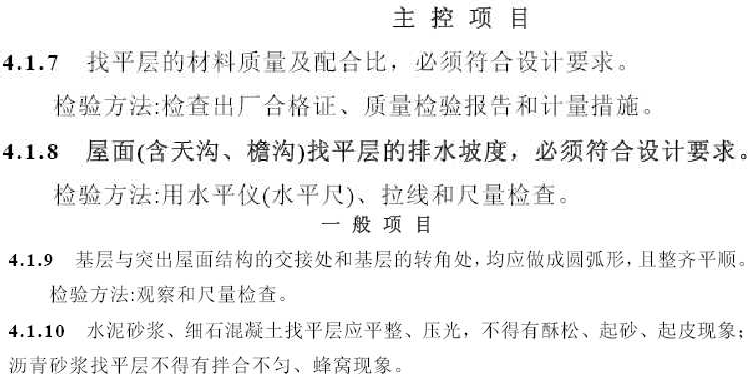 主控项目
4.1.7 找平层的材料质量及配合比，必须符合设计要求。
检验方法:检查出厂合格证、质量检验报告和计量措施。
4.1.8 屋面(含天沟、檐沟)找平层的排水坡度，必须符合设计要求。
检验方法:用水平仪(水平尺)、拉线和尺量检查。
一般项目
4.1.9 基层与突出屋面结构的交接处和基层的转角处，均应做成圆弧形，且整齐平顺。
检验方法:观察和尺量检查。
4.1.10 水泥砂浆、细石混凝土找平层应平整、压光，不得有酥松、起砂、起皮现象；
沥青砂浆找平层不得有拌合不匀、蜂窝现象。